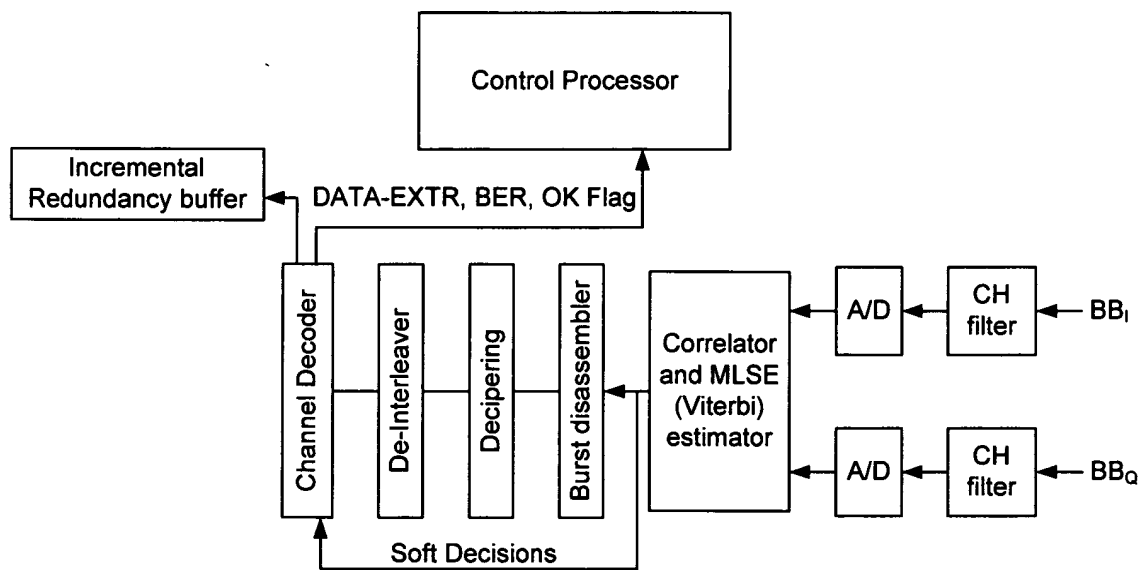 Control Processor
Incremental
Redundancy buffer
DATA-EXTR, BER, OK Flag
Channel Decoder
De-Interleaver
Decipering
Burst disassembler
Correlator
and MLSE
(Viterbi)
estimator
A/D
CH
filter
BBI
A/D
CH
filter
BBQ
Soft Decisions